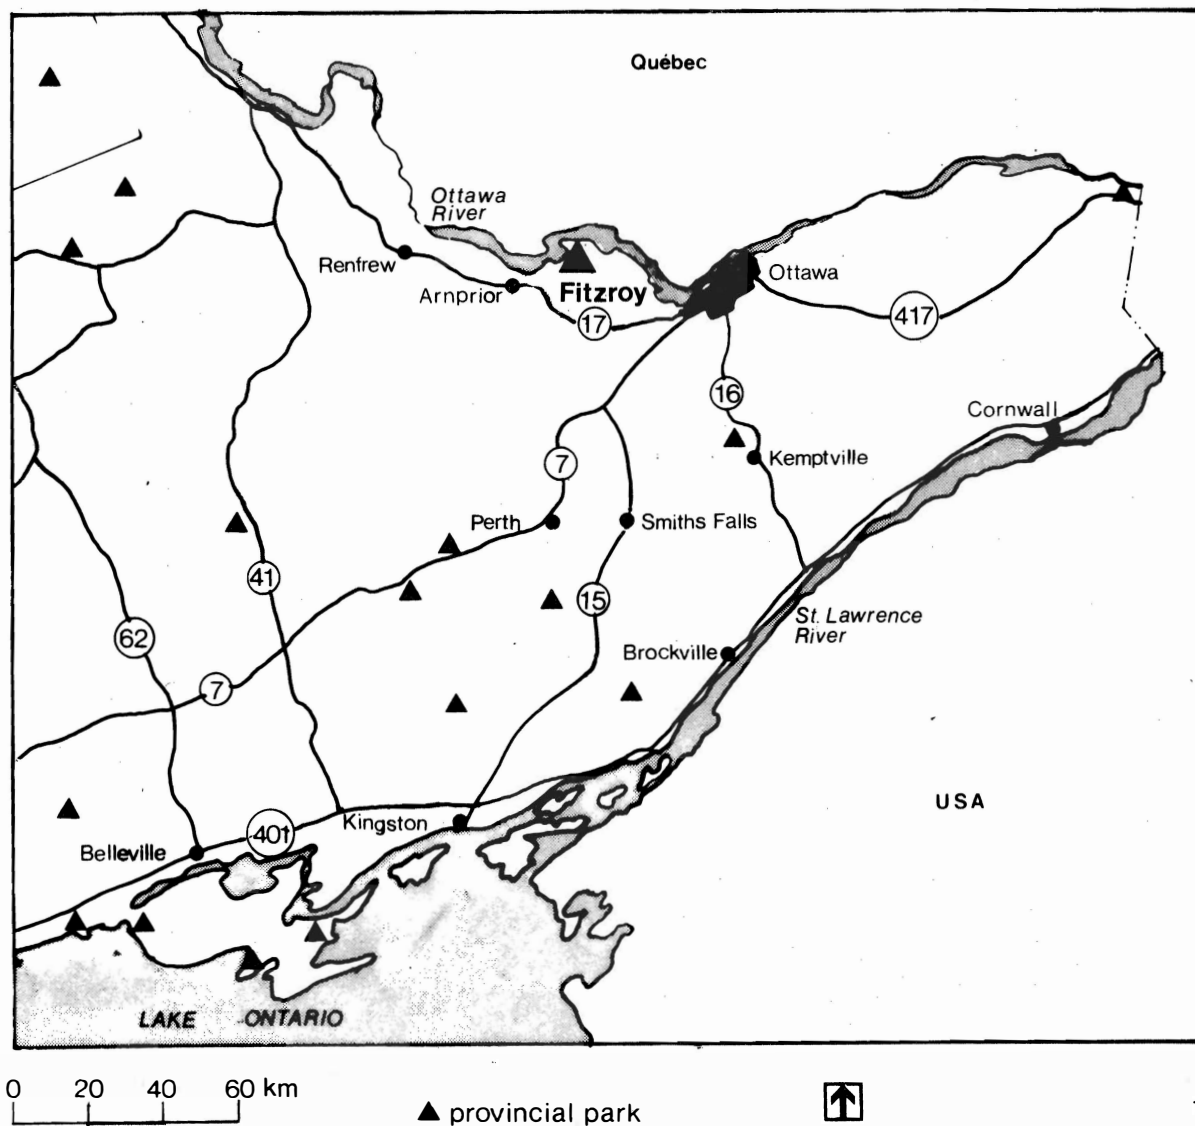 Québec
Ottawa
River
Renfrew
Arnprior
Fitzroy
Ottawa
17
417
16
Cornwall
7
Kemptville
Perth
Smiths Falls
41
15
St. Lawrence
River
62
Brockville
7
USA
401
Kingston
Belleville
LAKE ONTARIO
0 20 40 60 km
provincial park